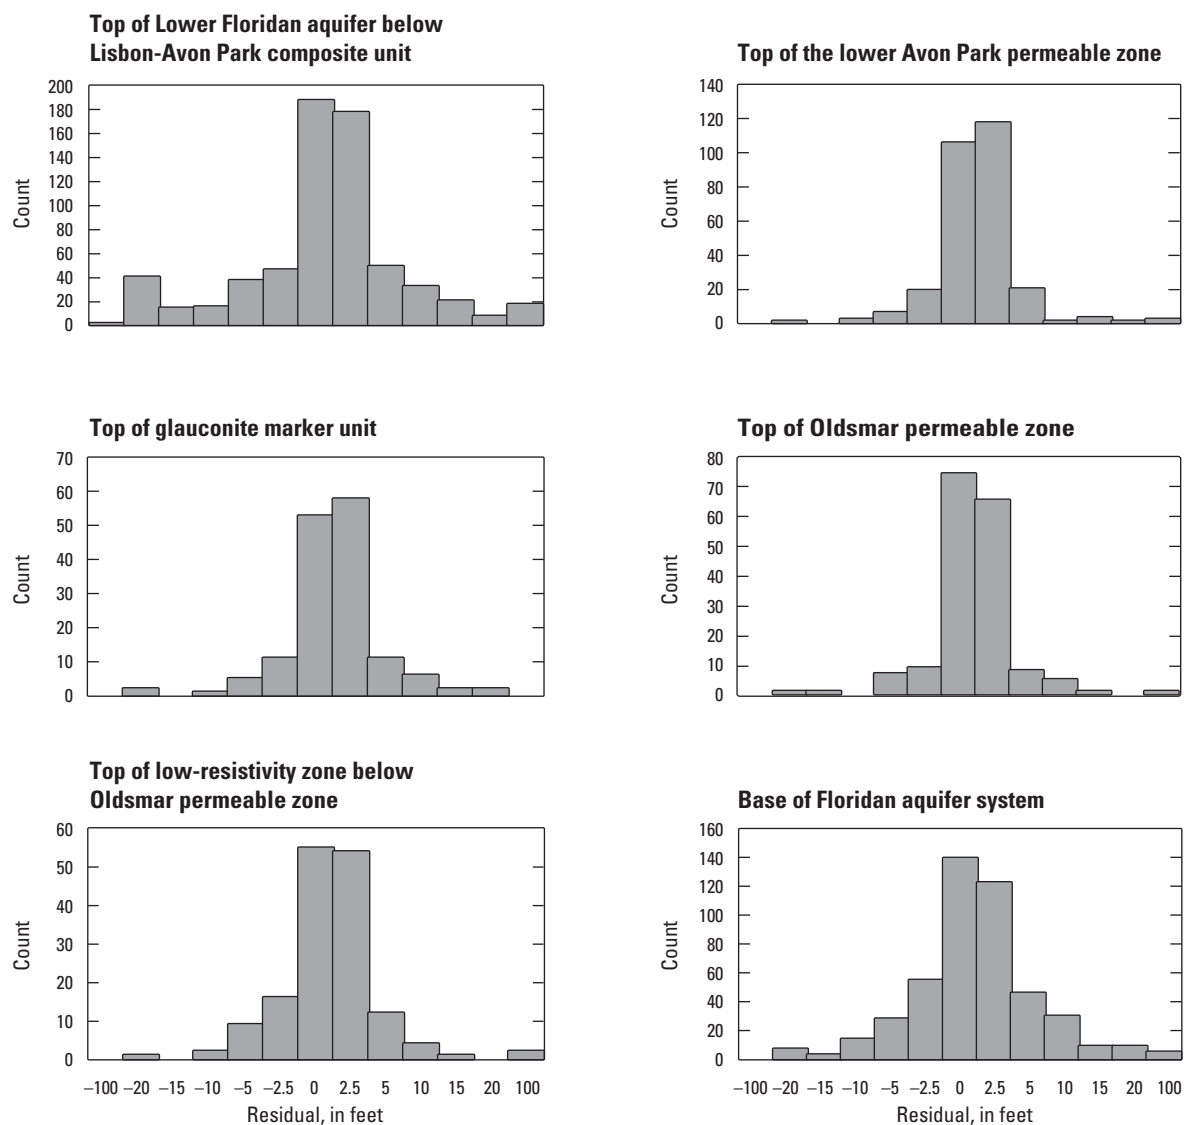 Top of Lower Floridan aquifer below
Lisbon-Avon Park composite unit
200
180
160
140
120
100
80
60
40
20
0
Count
Top of the lower Avon Park permeable zone
140
120
100
80
60
40
20
0
Count
Top of glauconite marker unit
70
60
50
40
30
20
10
0
Count
Top of Oldsmar permeable zone
80
70
60
50
40
30
20
10
0
Count
Top of low-resistivity zone below
Oldsmar permeable zone
60
50
40
30
20
10
0
Count
–100 –20 –15 –10 –5 –2.5 0 2.5 5 10 15 20 100
Residual, in feet
Base of Floridan aquifer system
160
140
120
100
80
60
40
20
0
Count
–100 –20 –15 –10 –5 –2.5 0 2.5 5 10 15 20 100
Residual, in feet